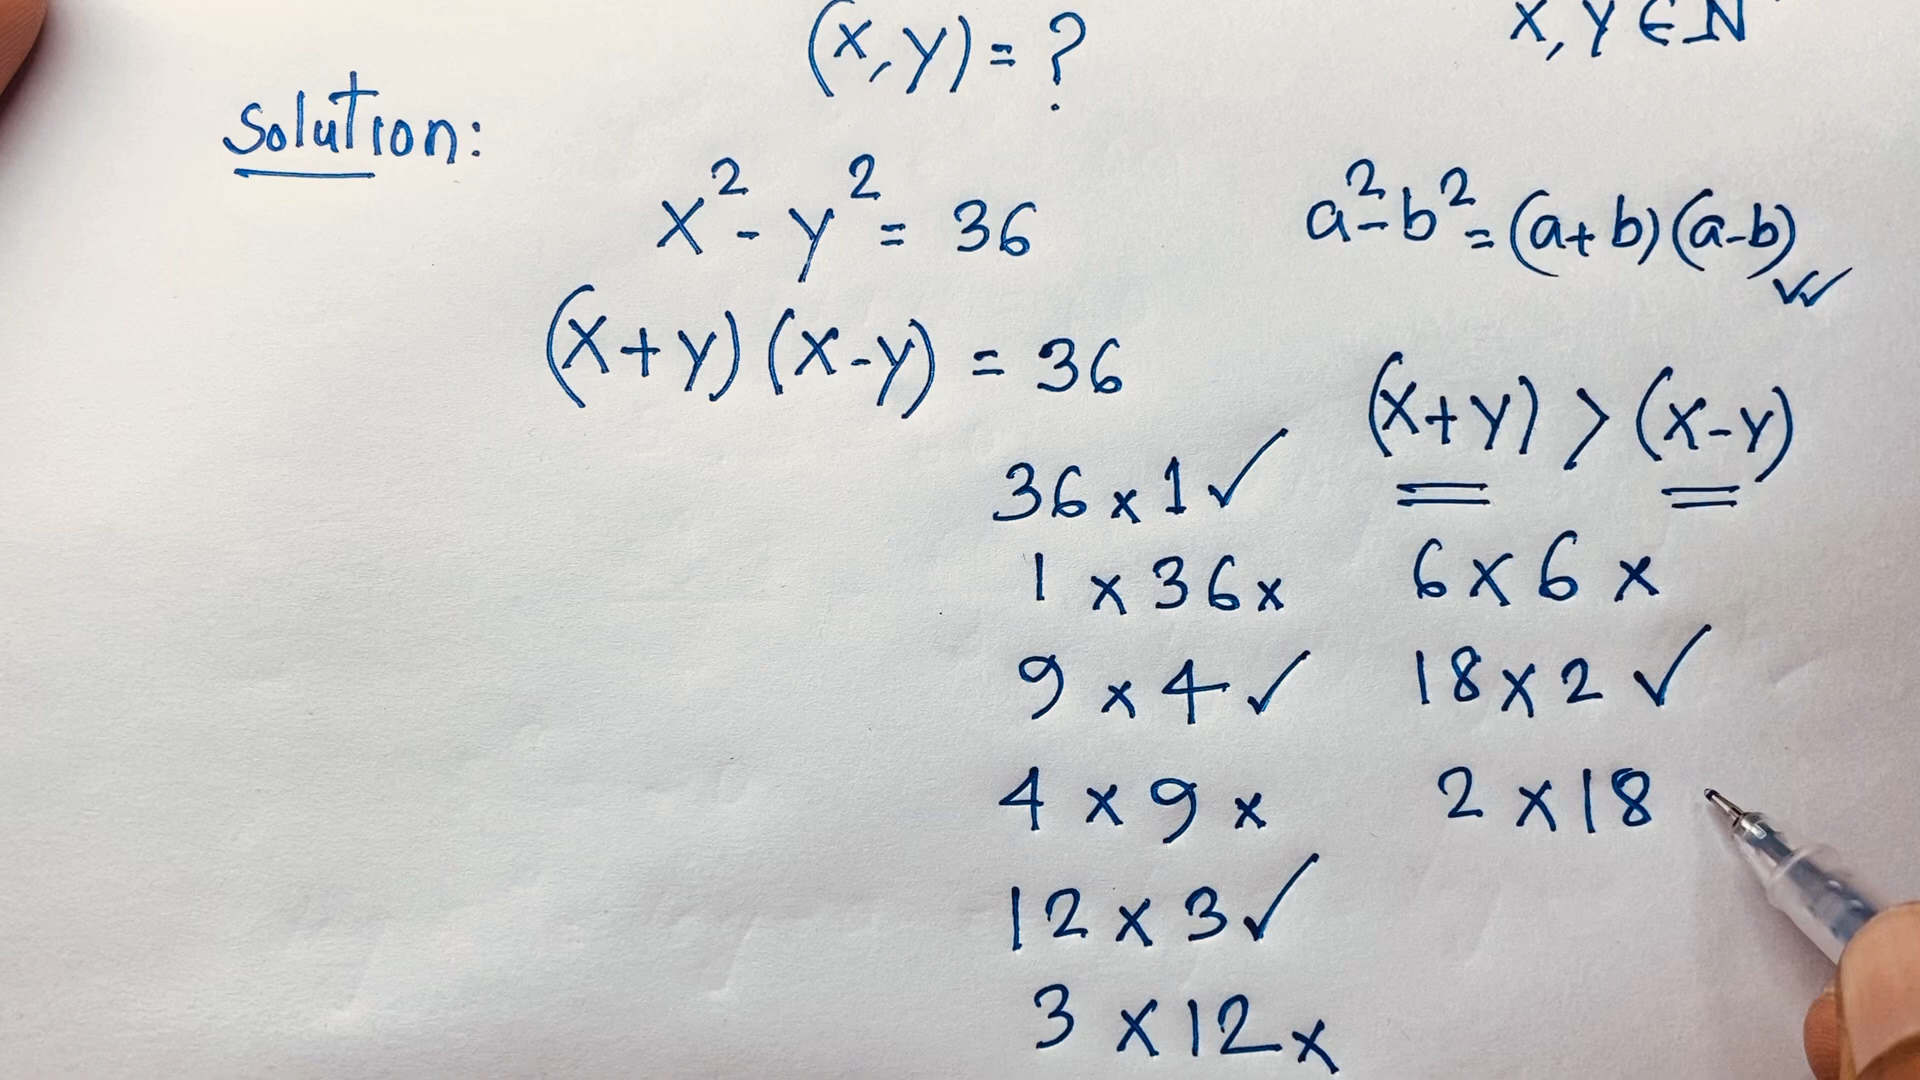 (x,y)=?
x,y∈N
Solution:
x²-y²=36
a²-b²=(a+b)(a-b)✓✓
(x+y)(x-y)=36
(x+y)>(x-y)
36×1✓
1×36×
9×4✓
4×9×
12×3✓
3×12×
6×6×
18×2✓
2×18